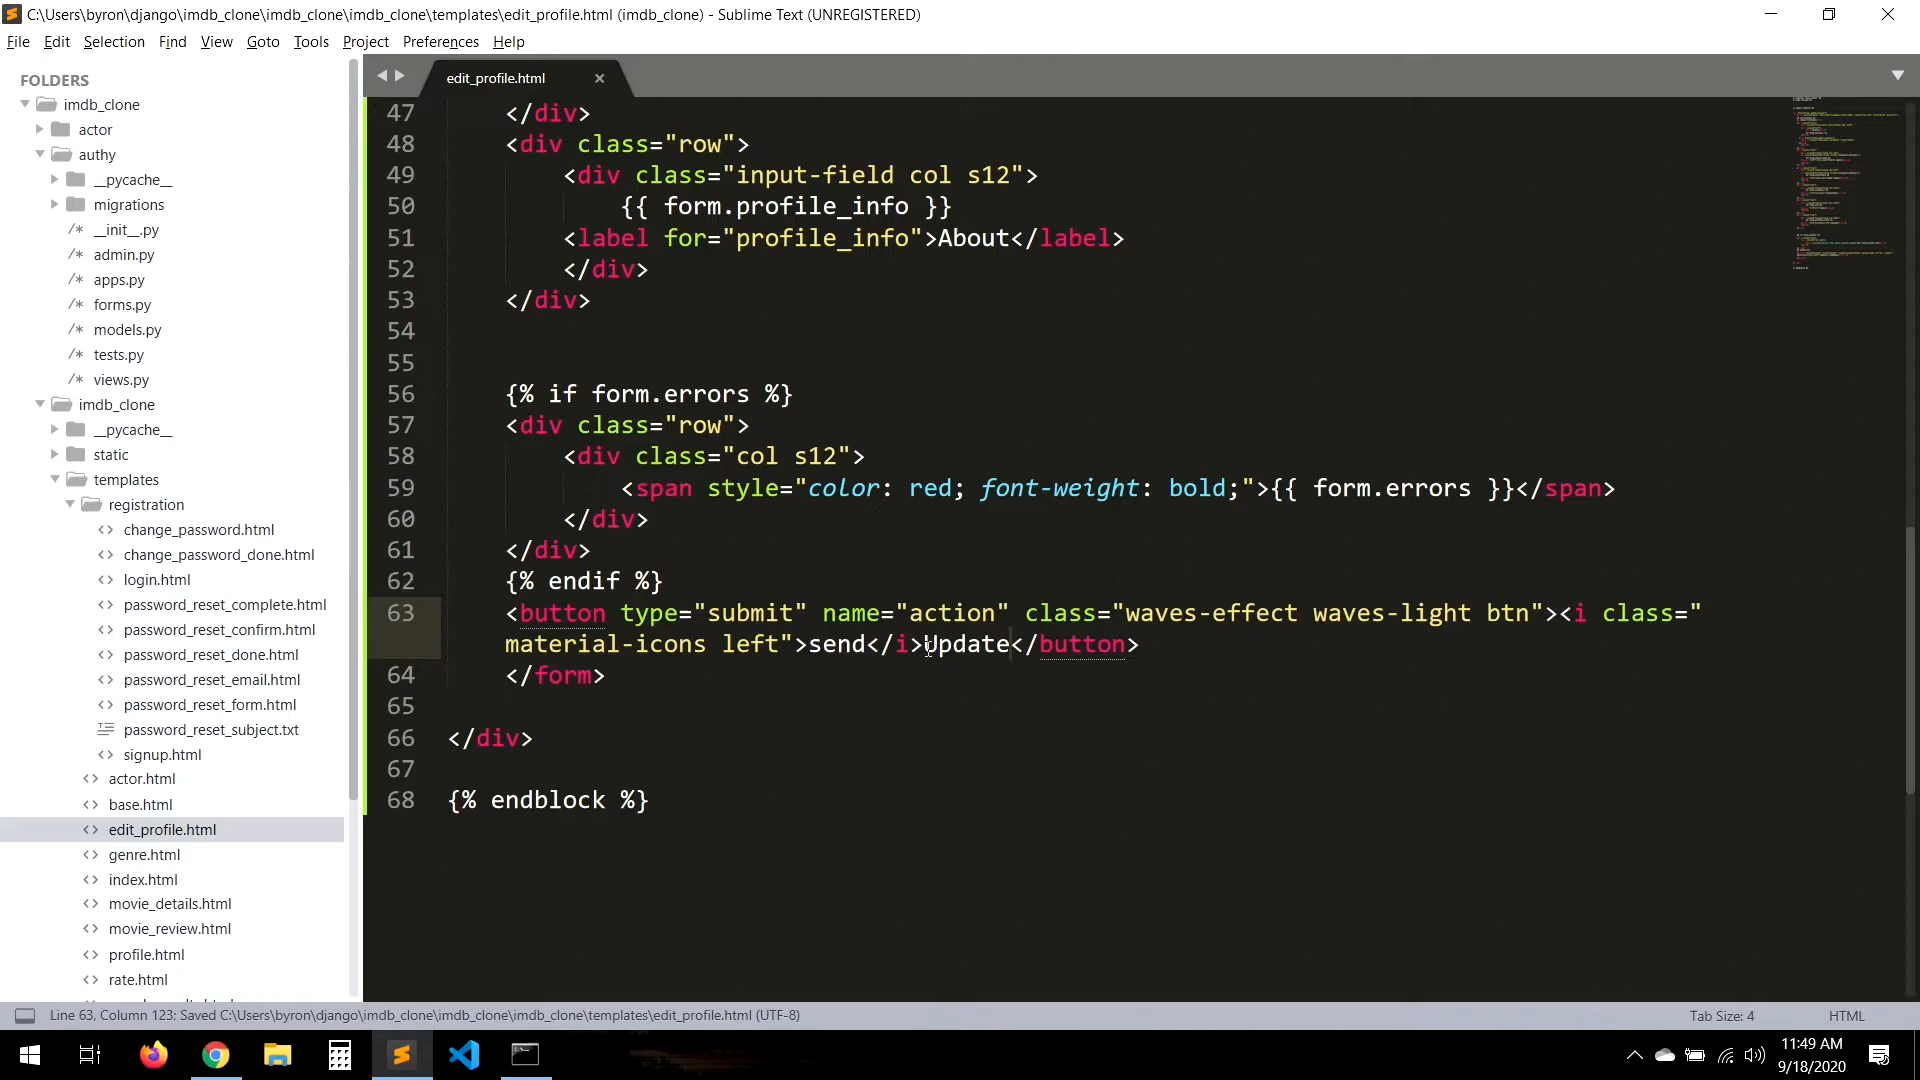 C:\Users\byron\django\imdb_clone\imdb_clone\imdb_clone\templates\edit_profile.html (imdb_clone) - Sublime Text (UNREGISTERED)
File Edit Selection Find View Goto Tools Project Preferences Help
FOLDERS
imdb_clone
actor
authy
__pycache__
migrations
/* __init__.py
/* admin.py
/* apps.py
/* forms.py
/* models.py
/* tests.py
/* views.py
imdb_clone
__pycache__
static
templates
registration
<> change_password.html
<> change_password_done.html
<> login.html
<> password_reset_complete.html
<> password_reset_confirm.html
<> password_reset_done.html
<> password_reset_email.html
<> password_reset_form.html
password_reset_subject.txt
<> signup.html
<> actor.html
<> base.html
<> edit_profile.html
<> genre.html
<> index.html
<> movie_details.html
<> movie_review.html
<> profile.html
<> rate.html
edit_profile.html
47 </div>
48 <div class="row">
49 <div class="input-field col s12">
50 {{ form.profile_info }}
51 <label for="profile_info">About</label>
52 </div>
53 </div>
54
55
56 {% if form.errors %}
57 <div class="row">
58 <div class="col s12">
59 <span style="color: red; font-weight: bold;">{{ form.errors }}</span>
60 </div>
61 </div>
62 {% endif %}
63 <button type="submit" name="action" class="waves-effect waves-light btn"><i class="
material-icons left">send</i>Update</button>
64 </form>
65
66 </div>
67
68 {% endblock %}
Line 63, Column 123; Saved C:\Users\byron\django\imdb_clone\imdb_clone\imdb_clone\templates\edit_profile.html (UTF-8)
Tab Size: 4
HTML
11:49 AM
9/18/2020